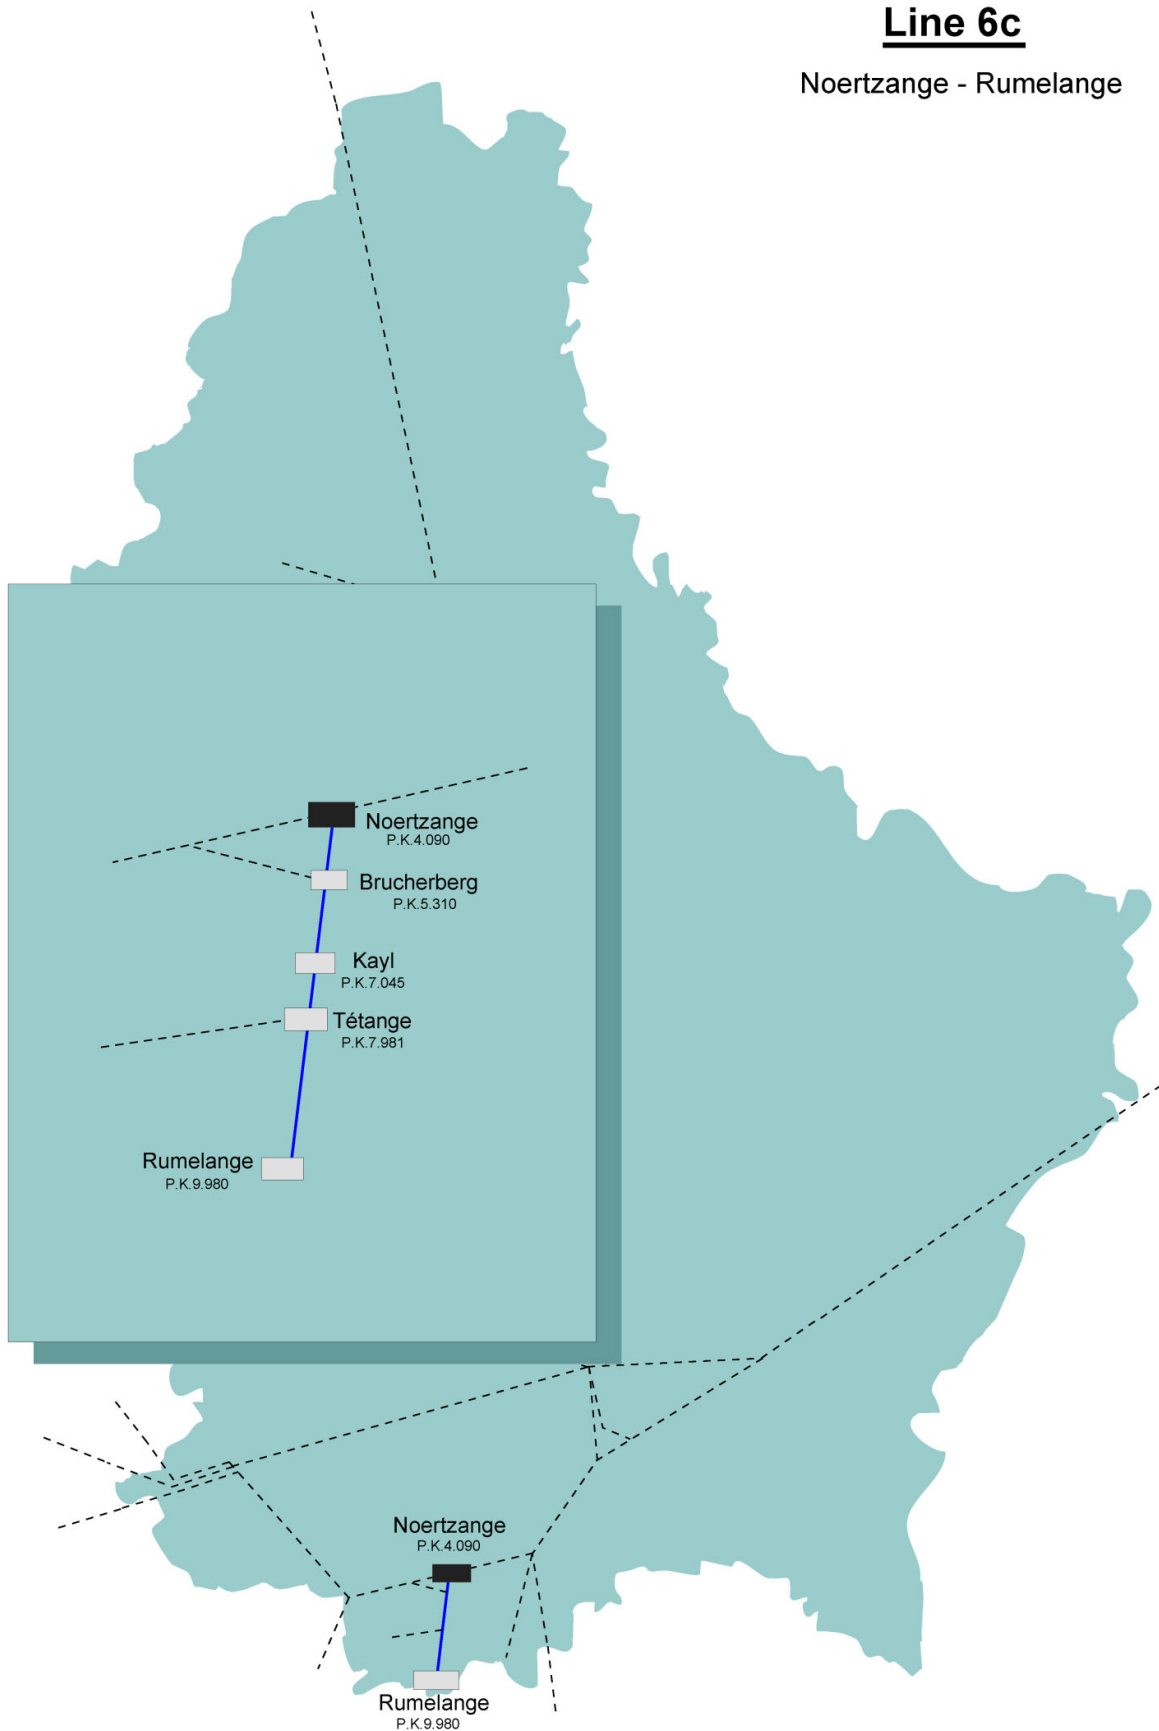 Line 6c
Noertzange - Rumelange
Noertzange
P.K.4.090
Brucherberg
P.K.5.310
Kayl
P.K.7.045
Tétange
P.K.7.981
Rumelange
P.K.9.980
Noertzange
P.K.4.090
Rumelange
P.K.9.980